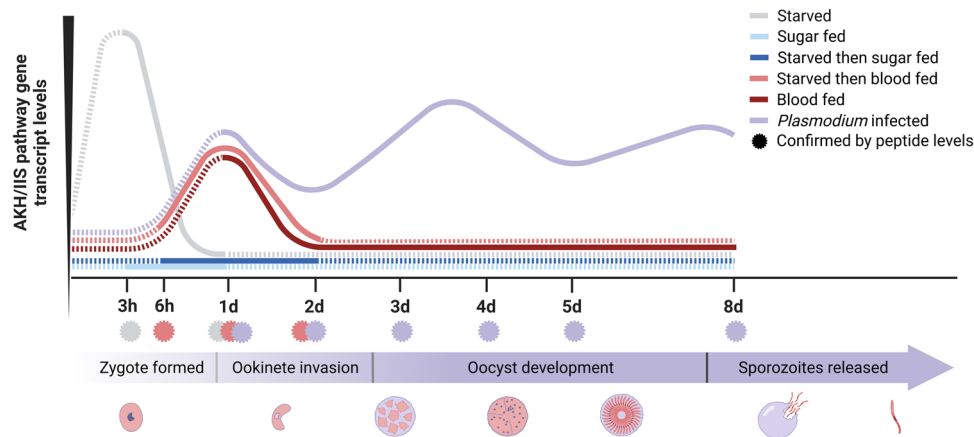 AKH/IIS pathway gene
transcript levels
Starved
Sugar fed
Starved then sugar fed
Starved then blood fed
Blood fed
Plasmodium infected
Confirmed by peptide levels
3h 6h 1d 2d 3d 4d 5d 8d
Zygote formed Ookinete invasion Oocyst development Sporozoites released